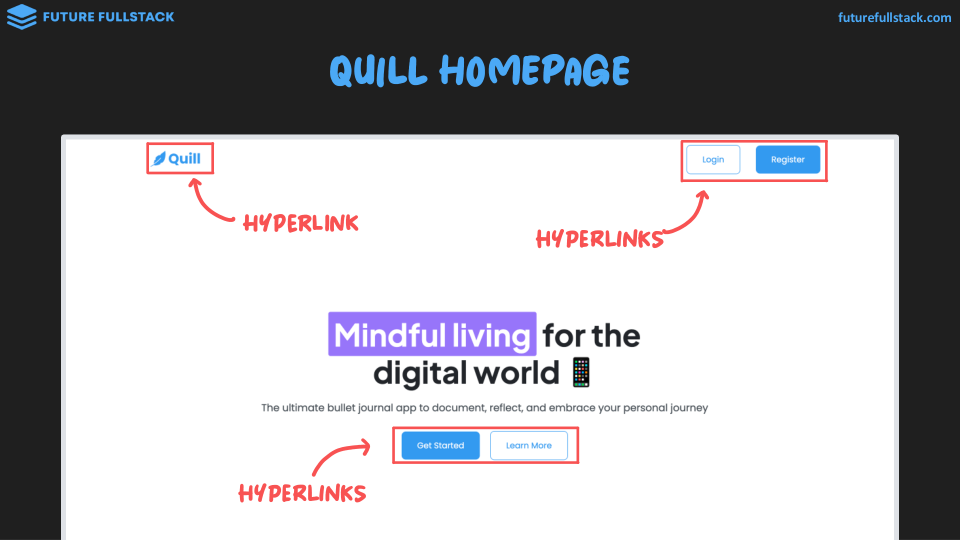 FUTURE FULLSTACK
futurefullstack.com
QUILL HOMEPAGE
Quill
Login
Register
HYPERLINK
HYPERLINKS
Mindful living for the
digital world
The ultimate bullet journal app to document, reflect, and embrace your personal journey
Get Started
Learn More
HYPERLINKS